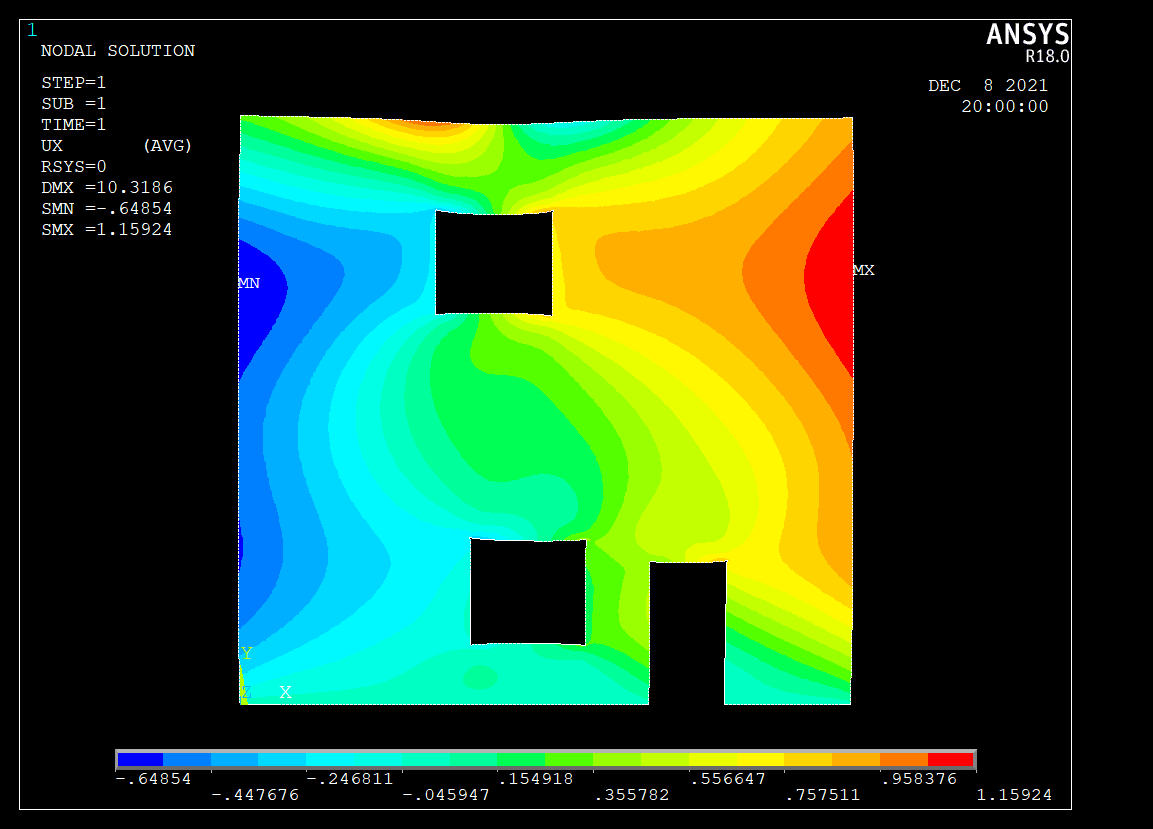 1
ANSYS
R18.0
NODAL SOLUTION
STEP=1
SUB =1
TIME=1
UX (AVG)
RSYS=0
DMX =10.3186
SMN =-.64854
SMX =1.15924
DEC 8 2021
20:00:00
MX
MN
Y
Z X
-.64854 -.246811 .154918 .556647 .958376
-.447676 -.045947 .355782 .757511 1.15924